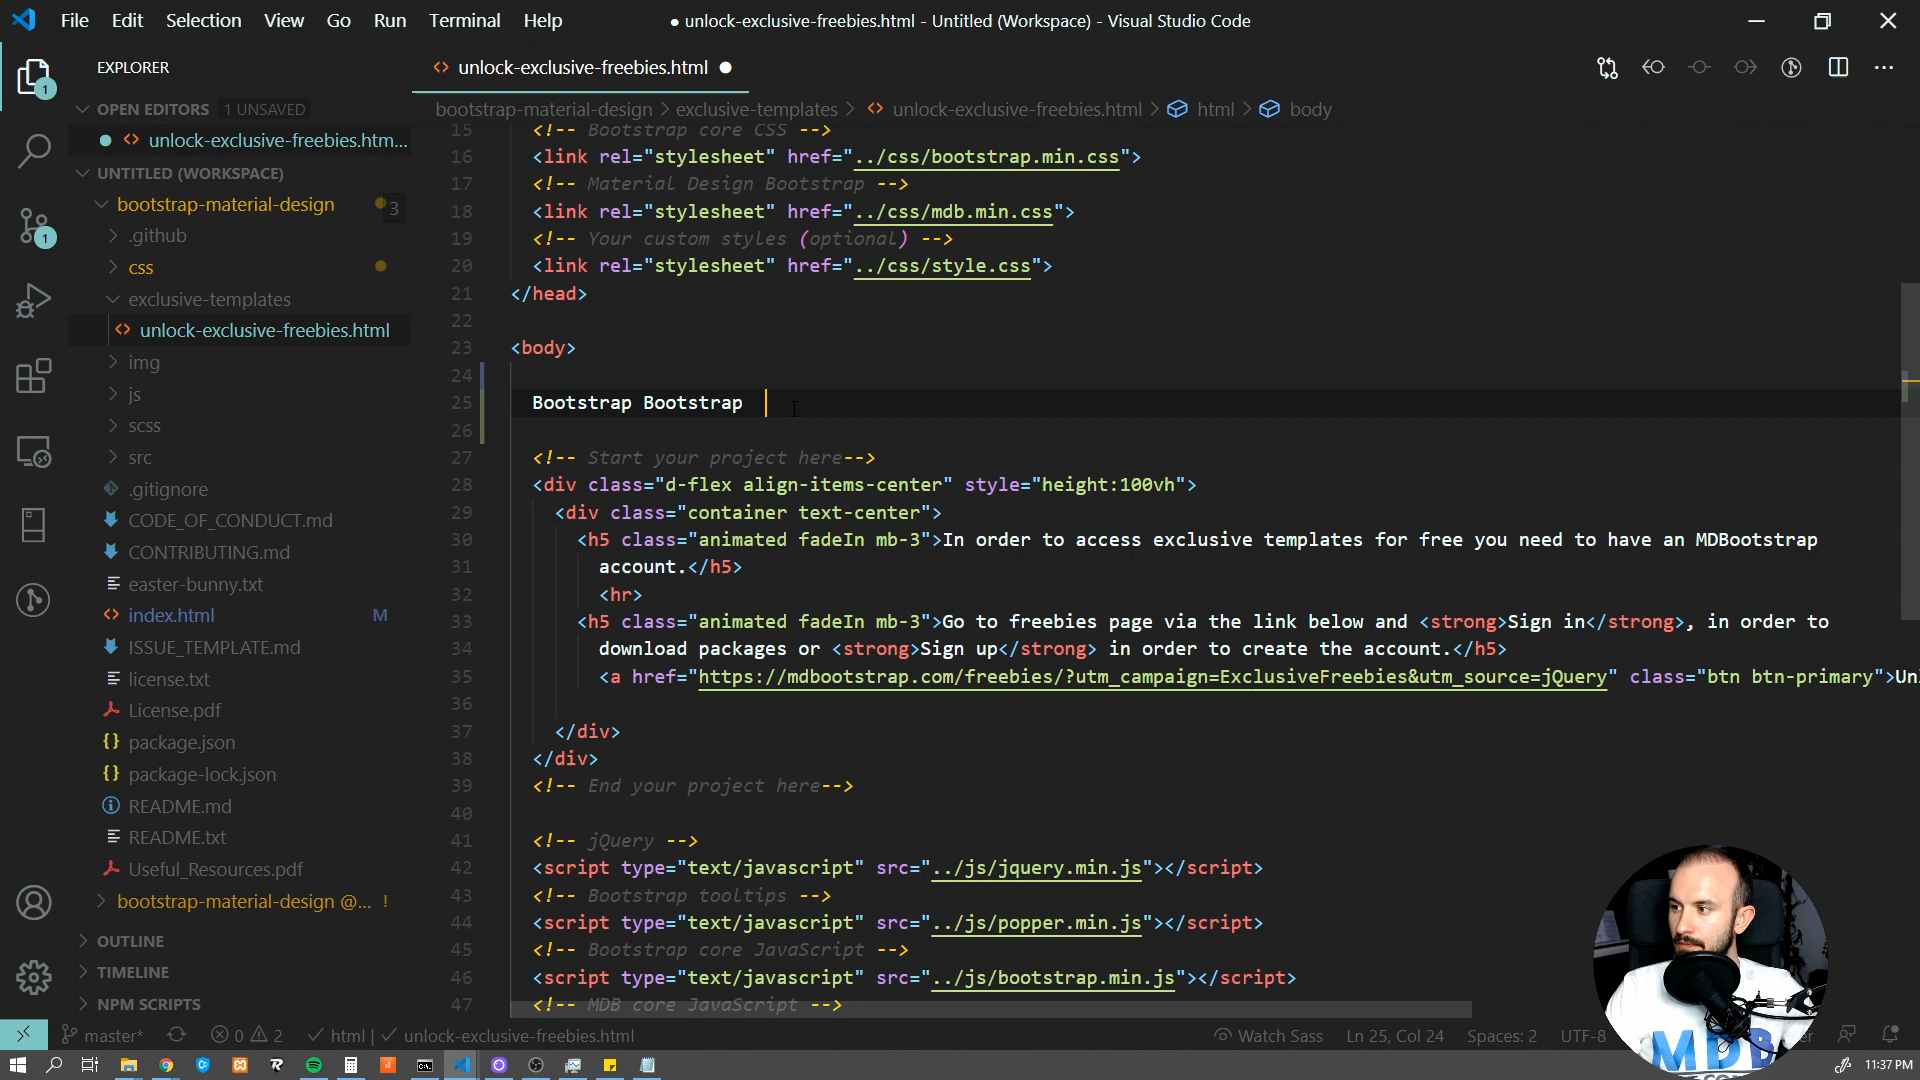 File Edit Selection View Go Run Terminal Help
● unlock-exclusive-freebies.html - Untitled (Workspace) - Visual Studio Code
EXPLORER
unlock-exclusive-freebies.html
OPEN EDITORS 1 UNSAVED
bootstrap-material-design > exclusive-templates > unlock-exclusive-freebies.html > html > body
unlock-exclusive-freebies.htm...
UNTITLED (WORKSPACE)
bootstrap-material-design 3
.github
css
exclusive-templates
unlock-exclusive-freebies.html
img
js
scss
src
.gitignore
CODE_OF_CONDUCT.md
CONTRIBUTING.md
easter-bunny.txt
index.html M
ISSUE_TEMPLATE.md
license.txt
License.pdf
package.json
package-lock.json
README.md
README.txt
Useful_Resources.pdf
bootstrap-material-design @... !
OUTLINE
TIMELINE
NPM SCRIPTS
1
1
15 <!-- Bootstrap core CSS -->
16 <link rel="stylesheet" href="../css/bootstrap.min.css">
17 <!-- Material Design Bootstrap -->
18 <link rel="stylesheet" href="../css/mdb.min.css">
19 <!-- Your custom styles (optional) -->
20 <link rel="stylesheet" href="../css/style.css">
21 </head>
22
23 <body>
24
25 Bootstrap Bootstrap
26
27 <!-- Start your project here-->
28 <div class="d-flex align-items-center" style="height:100vh">
29 <div class="container text-center">
30 <h5 class="animated fadeIn mb-3">In order to access exclusive templates for free you need to have an MDBootstrap
31 account.</h5>
32 <hr>
33 <h5 class="animated fadeIn mb-3">Go to freebies page via the link below and <strong>Sign in</strong>, in order to
34 download packages or <strong>Sign up</strong> in order to create the account.</h5>
35 <a href="https://mdbootstrap.com/freebies/?utm_campaign=ExclusiveFreebies&utm_source=jQuery" class="btn btn-primary">Un
36
37 </div>
38 </div>
39 <!-- End your project here-->
40
41 <!-- jQuery -->
42 <script type="text/javascript" src="../js/jquery.min.js"></script>
43 <!-- Bootstrap tooltips -->
44 <script type="text/javascript" src="../js/popper.min.js"></script>
45 <!-- Bootstrap core JavaScript -->
46 <script type="text/javascript" src="../js/bootstrap.min.js"></script>
47 <!-- MDB core JavaScript -->
MDB
master* 0 2 html | unlock-exclusive-freebies.html Watch Sass Ln 25, Col 24 Spaces: 2 UTF-8
11:37 PM